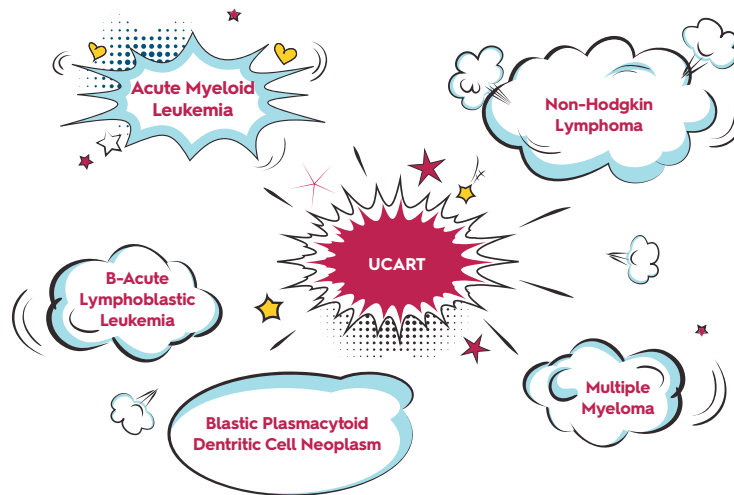 Acute Myeloid
Leukemia
Non-Hodgkin
Lymphoma
UCART
B-Acute
Lymphoblastic
Leukemia
Multiple
Myeloma
Blastic Plasmacytoid
Dentritic Cell Neoplasm